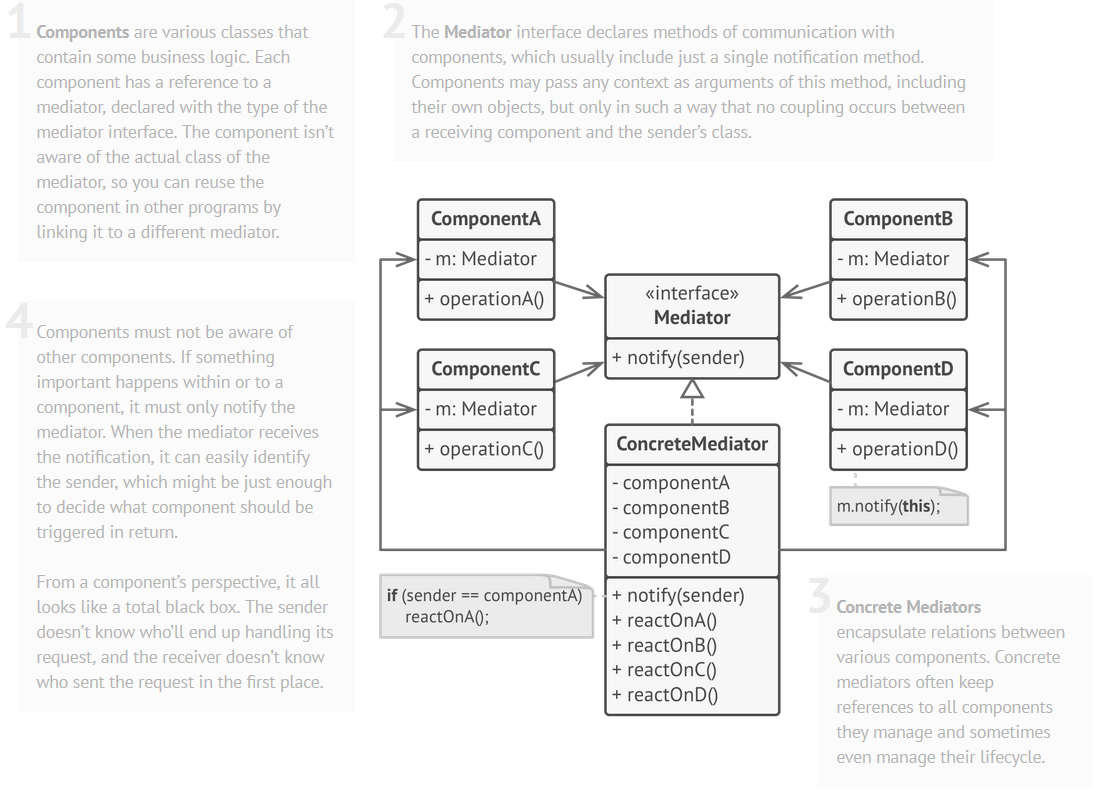 1
Components are various classes that
contain some business logic. Each
component has a reference to a
mediator, declared with the type of the
mediator interface. The component isn’t
aware of the actual class of the
mediator, so you can reuse the
component in other programs by
linking it to a different mediator.
2
The Mediator interface declares methods of communication with
components, which usually include just a single notification method.
Components may pass any context as arguments of this method, including
their own objects, but only in such a way that no coupling occurs between
a receiving component and the sender’s class.
ComponentA
- m: Mediator
+ operationA()
ComponentB
- m: Mediator
+ operationB()
«interface»
Mediator
+ notify(sender)
4
Components must not be aware of
other components. If something
important happens within or to a
component, it must only notify the
mediator. When the mediator receives
the notification, it can easily identify
the sender, which might be just enough
to decide what component should be
triggered in return.
From a component’s perspective, it all
looks like a total black box. The sender
doesn’t know who’ll end up handling its
request, and the receiver doesn’t know
who sent the request in the first place.
ComponentC
- m: Mediator
+ operationC()
ComponentD
- m: Mediator
+ operationD()
m.notify(this);
ConcreteMediator
- componentA
- componentB
- componentC
- componentD
+ notify(sender)
+ reactOnA()
+ reactOnB()
+ reactOnC()
+ reactOnD()
if (sender == componentA)
reactOnA();
3
Concrete Mediators
encapsulate relations between
various components. Concrete
mediators often keep
references to all components
they manage and sometimes
even manage their lifecycle.